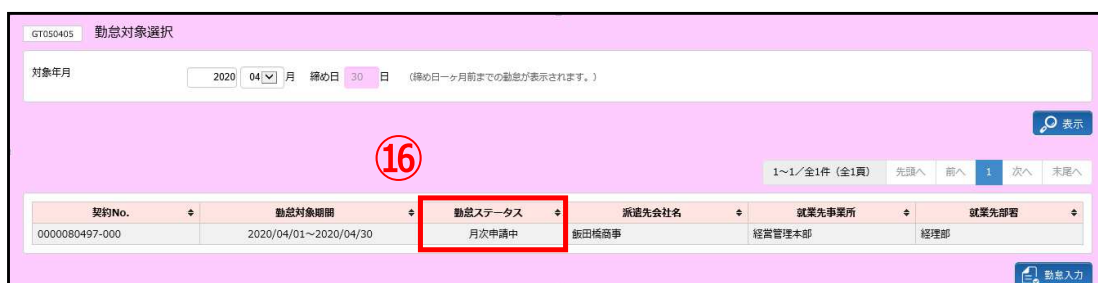 GT050405 勤怠対象選択
対象年月 2020 04 月 締め日 30 日 (締め日一ヶ月前までの勤怠が表示されます。)
表示
⑯
1~1/全1件 (全1頁) 先頭へ 前へ 1 次へ 末尾へ
契約No. 勤怠対象期間 勤怠ステータス 派遣先会社名 就業先事業所 就業先部署
0000080497-000 2020/04/01~2020/04/30 月次申請中 飯田橋商事 経営管理本部 経理部
勤怠入力